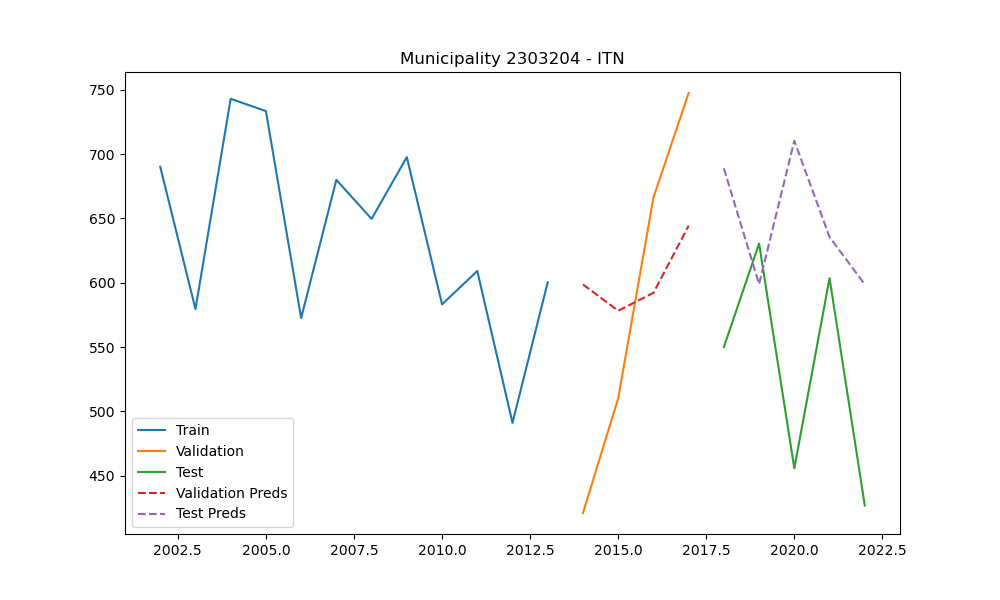 Municipality 2303204 - ITN
750
700
650
600
550
500
450
Train
Validation
Test
Validation Preds
Test Preds
2002.5 2005.0 2007.5 2010.0 2012.5 2015.0 2017.5 2020.0 2022.5